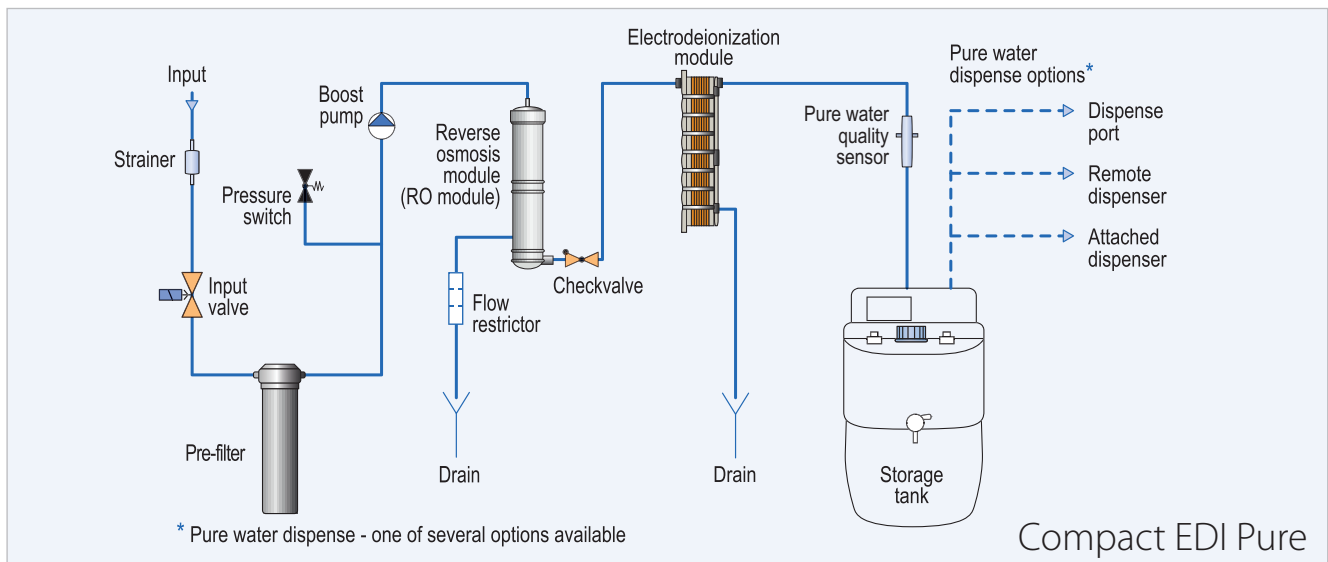 Input
Strainer
Pressure
switch
Input
valve
Pre-filter
Boost
pump
Reverse
osmosis
module
(RO module)
Flow
restrictor
Drain
Checkvalve
Electrodeionization
module
Drain
Pure water
quality
sensor
Pure water
dispense options*
Dispense
port
Remote
dispenser
Attached
dispenser
Storage
tank
* Pure water dispense - one of several options available
Compact EDI Pure